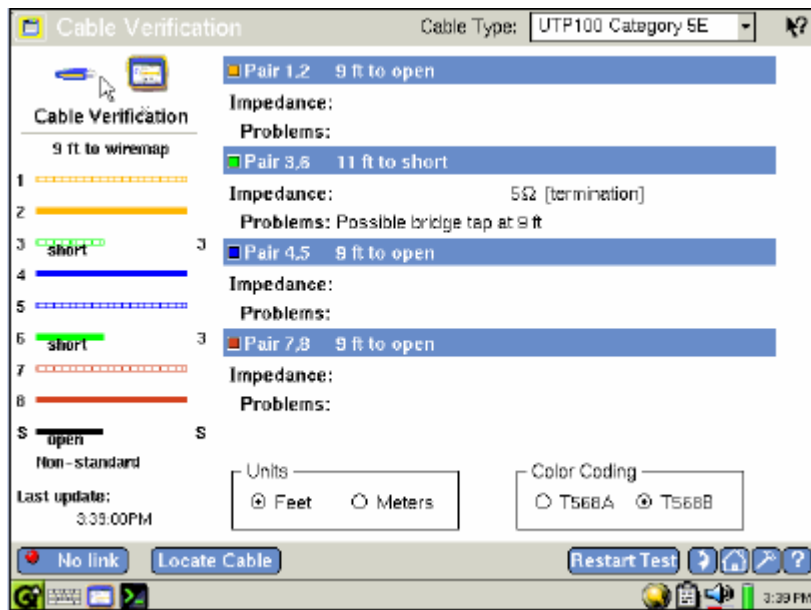 Cable Verification
Cable Type: UTP100 Category 5E
Cable Verification
9 ft to wiremap
1
2
3 short 3
4
5
6 short 3
7
8
S open S
Non-standard
Last update:
3:39:00PM
Pair 1,2 9 ft to open
Impedance:
Problems:
Pair 3,6 11 ft to short
Impedance: 5Ω [termination]
Problems: Possible bridge tap at 9 ft
Pair 4,5 9 ft to open
Impedance:
Problems:
Pair 7,8 9 ft to open
Impedance:
Problems:
Units
Feet Meters
Color Coding
T568A T568B
No link Locate Cable Restart Test ?
3:39 PM